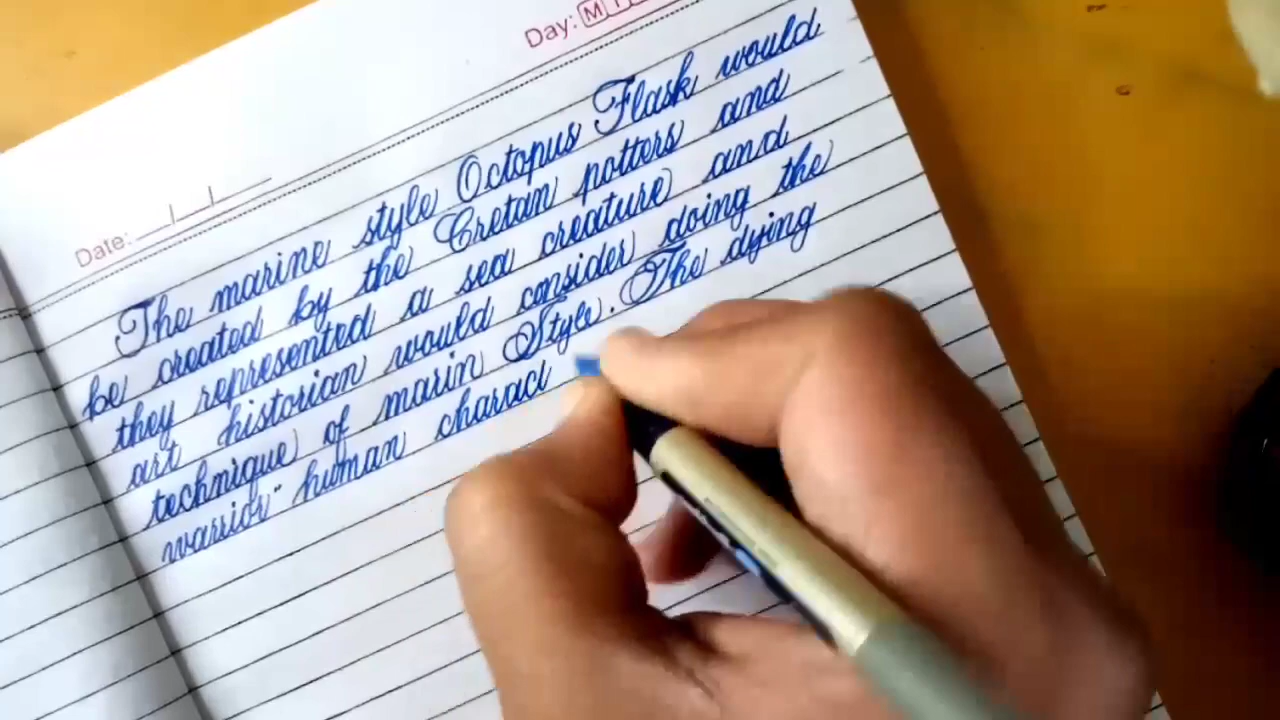 Day: M T
Date:
The marine style Octopus Flask would
be created by the Cretan potters and
they represented a sea creature and
art historian would consider doing the
technique of marin Style. The dying
warrior" human charact